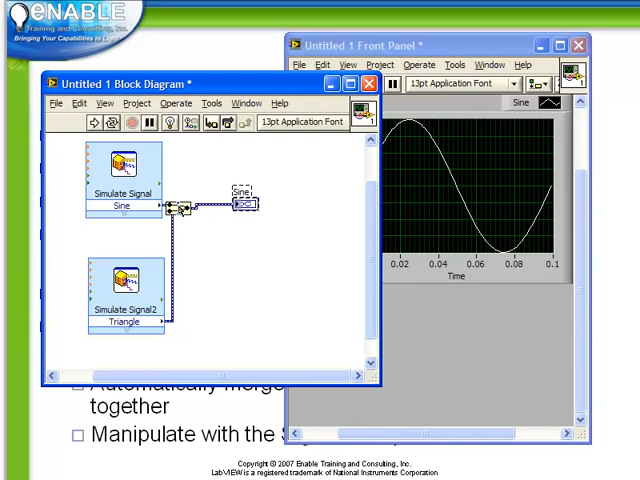 eNABLE
Training and Consulting, Inc.
Bringing Your Capabilities to Light
Untitled 1 Front Panel *
File Edit View Project Operate Tools Window Help
13pt Application Font
Untitled 1 Block Diagram *
File Edit View Project Operate Tools Window Help
13pt Application Font
1
1
Sine
Simulate Signal
Sine
Sine
Simulate Signal2
Triangle
0.02 0.04 0.06 0.08 0.1
Time
Automatically merge
together
Manipulate with the S
Copyright © 2007 Enable Training and Consulting, Inc.
LabVIEW is a registered trademark of National Instruments Corporation